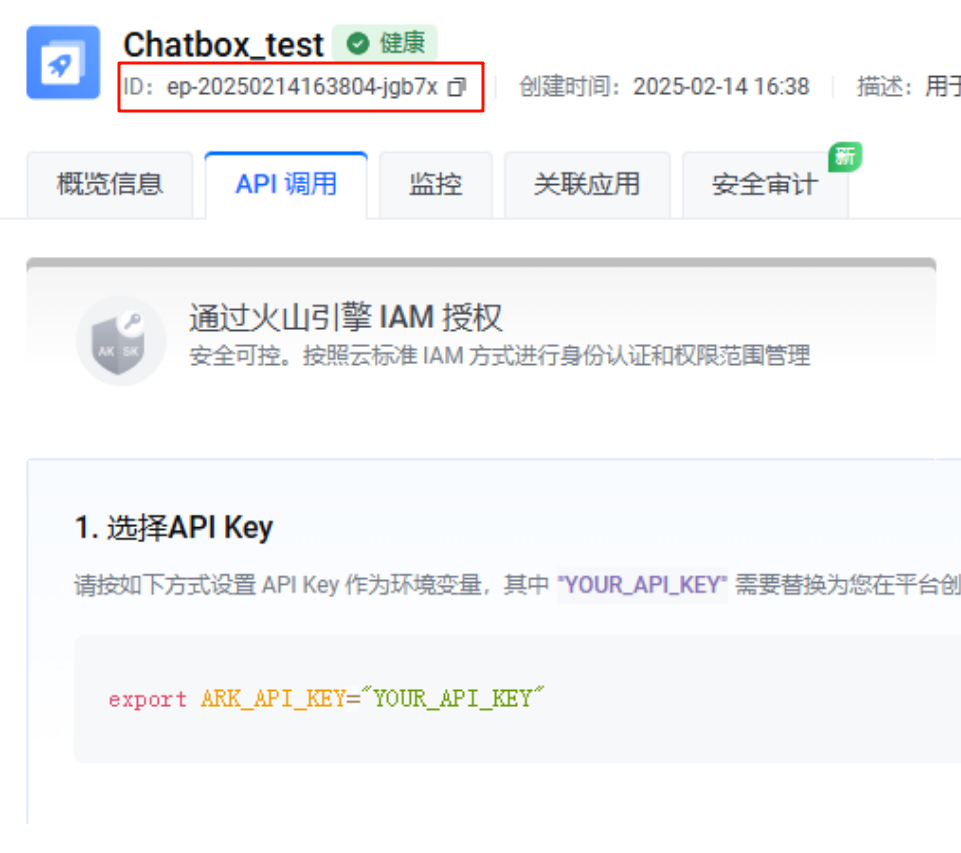 Chatbox_test 健康
ID：ep-20250214163804-jgb7x 创建时间：2025-02-14 16:38 描述：用于
概览信息 API 调用 监控 关联应用 安全审计 新
通过火山引擎 IAM 授权
AK SK 安全可控。按照云标准 IAM 方式进行身份认证和权限范围管理
1. 选择API Key
请按如下方式设置 API Key 作为环境变量，其中 "YOUR_API_KEY" 需要替换为您在平台创
export ARK_API_KEY="YOUR_API_KEY"